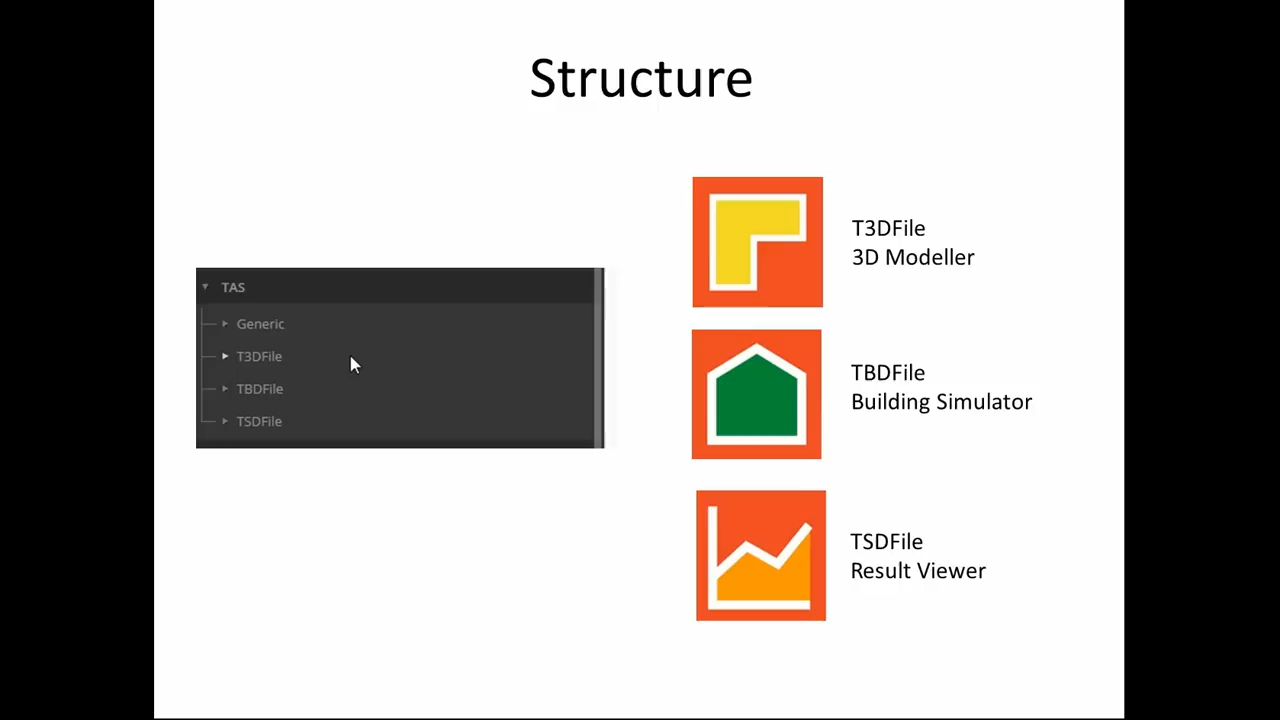 Structure
TAS
Generic
T3DFile
TBDFile
TSDFile
T3DFile
3D Modeller
TBDFile
Building Simulator
TSDFile
Result Viewer